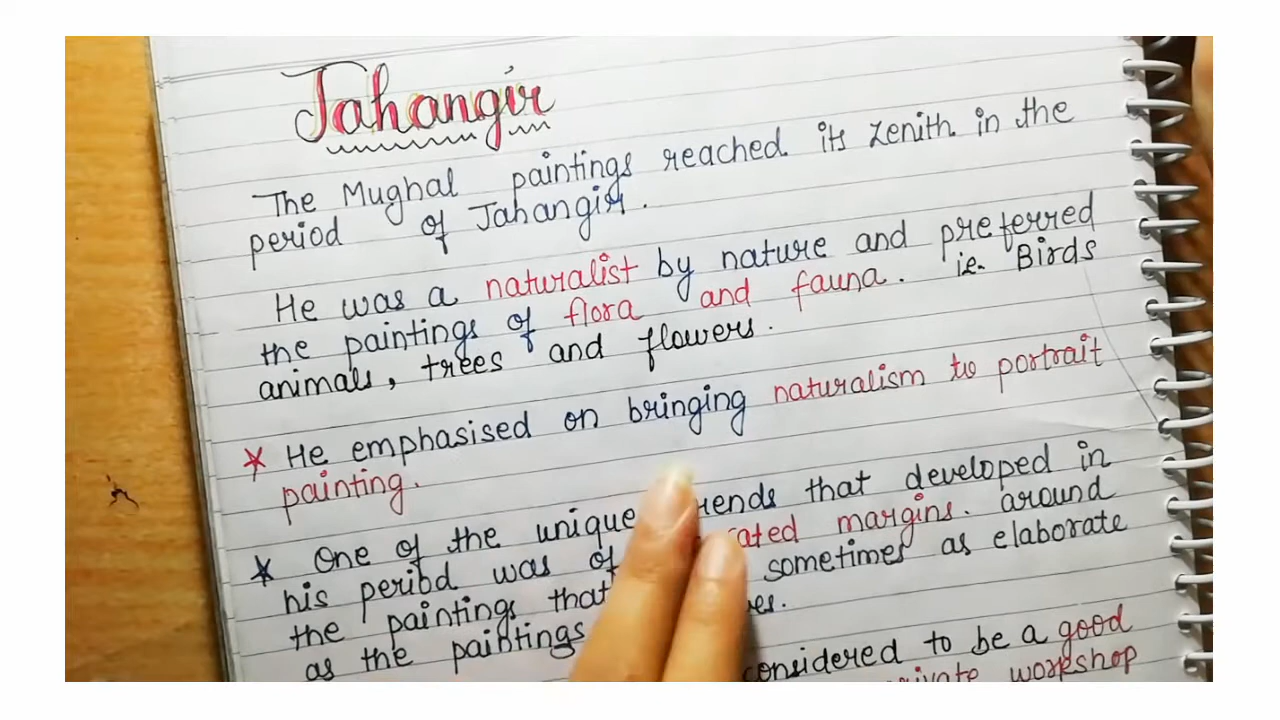 Jahangir
The Mughal paintings reached its zenith in the
period of Jahangir.
He was a naturalist by nature and preferred
the paintings of flora and fauna. i.e. Birds
animals, trees and flowers.
* He emphasised on bringing naturalism to portrait
painting.
* One of the unique that developed in
his period was of margins. around
the paintings that sometimes as elaborate
as the paintings
considered to be a good
workshop